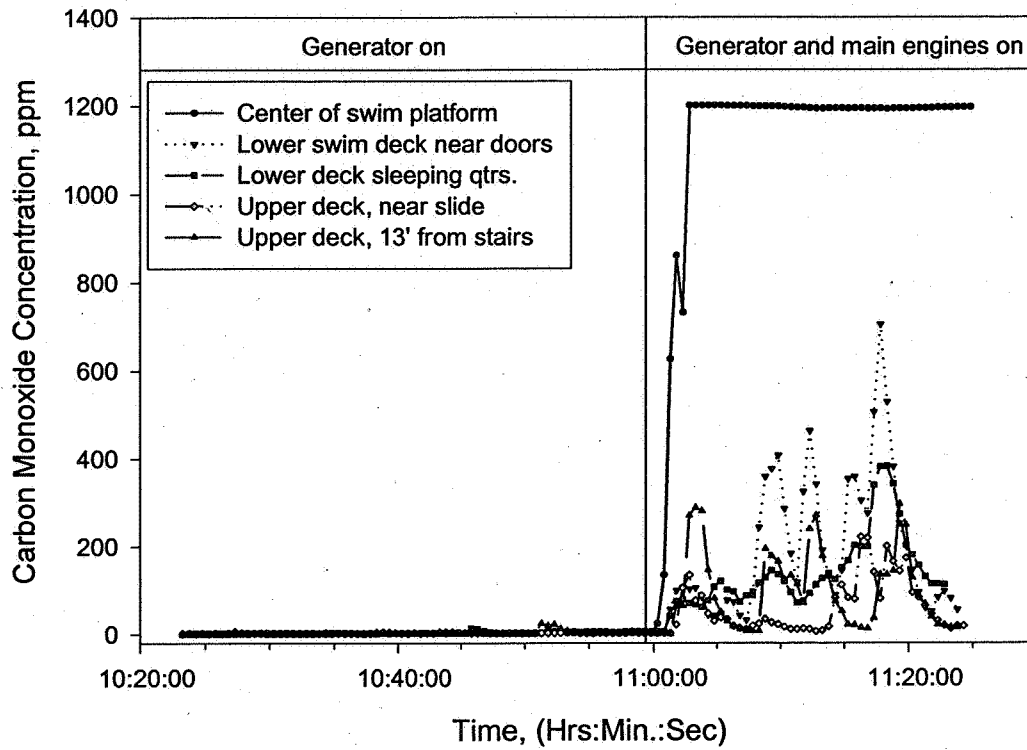 1400
1200
1000
800
600
400
200
0
Carbon Monoxide Concentration, ppm
Generator on
Generator and main engines on
Center of swim platform
Lower swim deck near doors
Lower deck sleeping qtrs.
Upper deck, near slide
Upper deck, 13' from stairs
10:20:00
10:40:00
11:00:00
11:20:00
Time, (Hrs:Min.:Sec)